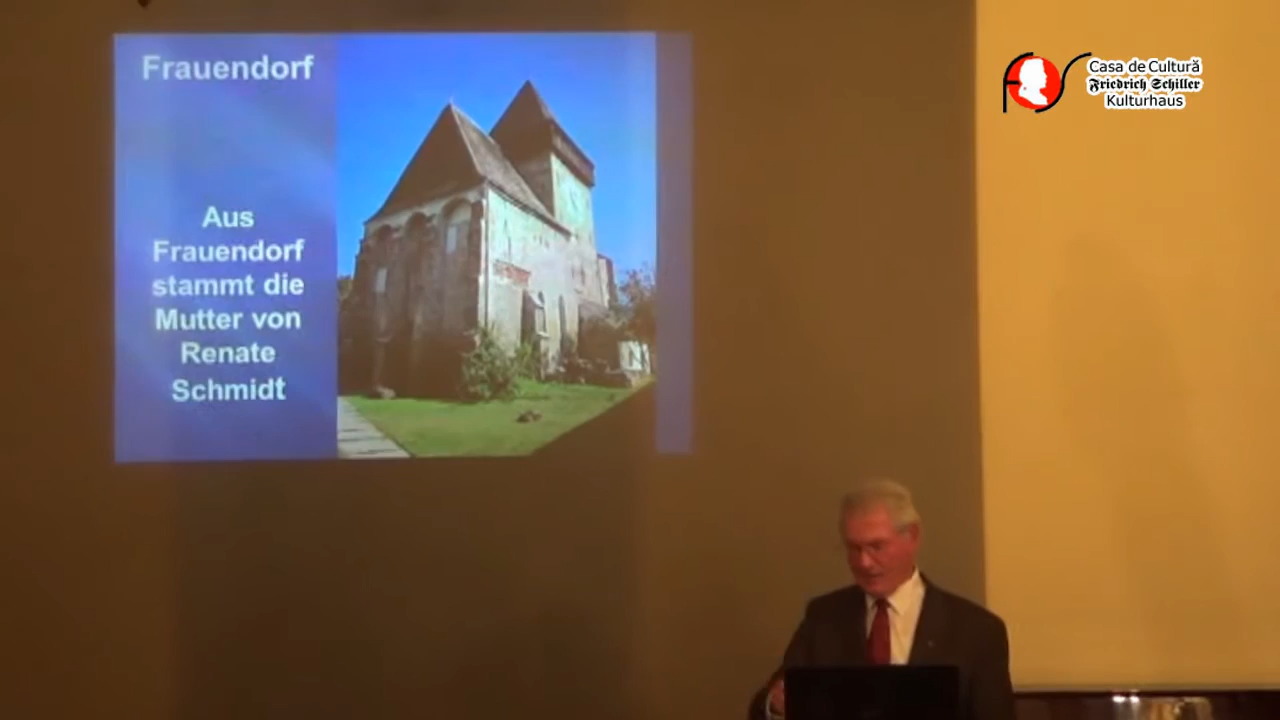 Frauendorf
Aus
Frauendorf
stammt die
Mutter von
Renate
Schmidt
Casa de Cultură
Friedrich Schiller
Kulturhaus